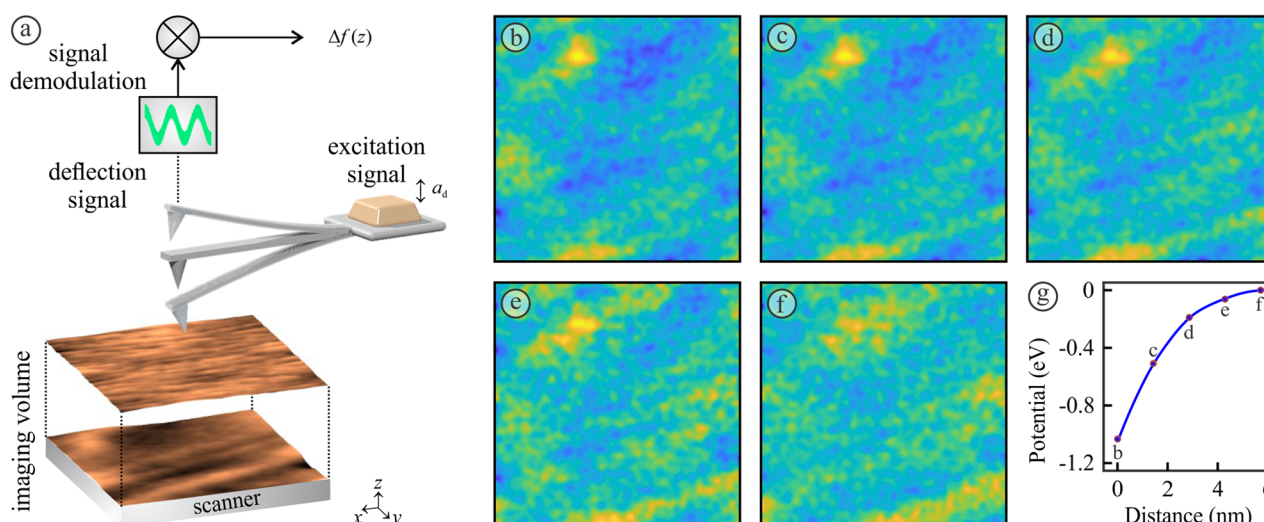 a
signal
demodulation
Δf (z)
deflection
signal
excitation
signal
a_d
imaging volume
scanner
z
x
y
b
c
d
e
f
g
Potential (eV)
0
-0.4
-0.8
-1.2
b
c
d
e
f
0
2
4
Distance (nm)